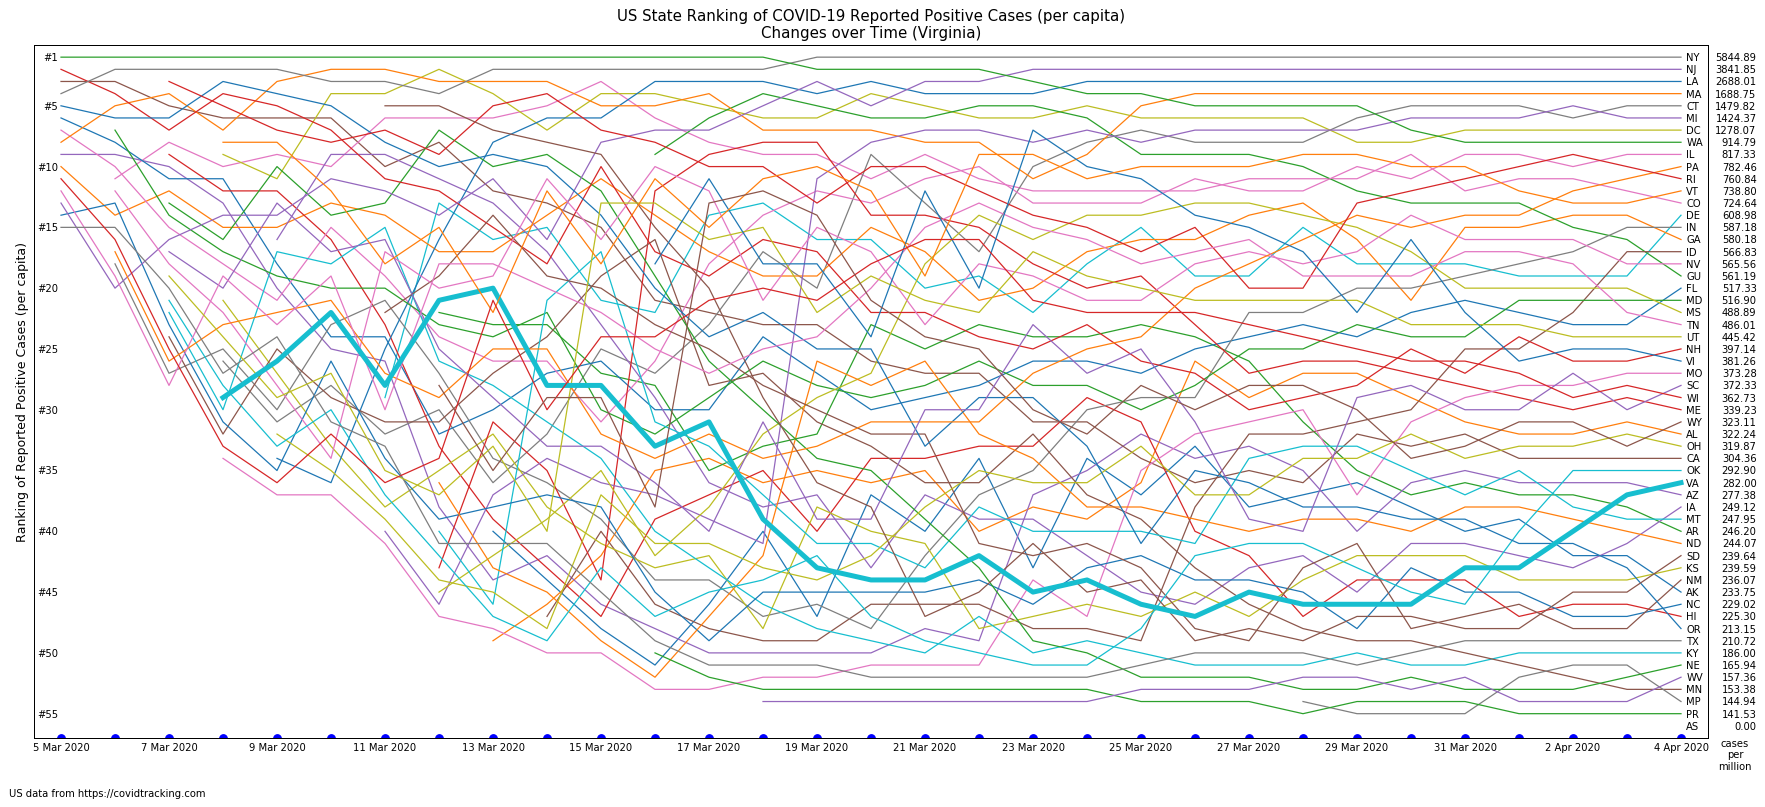 US State Ranking of COVID-19 Reported Positive Cases (per capita)
Changes over Time (Virginia)
Ranking of Reported Positive Cases (per capita)
#1
#5
#10
#15
#20
#25
#30
#35
#40
#45
#50
#55
NY 5844.89
NJ 3841.85
LA 2688.01
MA 1688.75
CT 1479.82
MI 1424.37
DC 1278.07
WA 914.79
IL 817.33
PA 782.46
RI 760.84
VT 738.80
CO 724.64
DE 608.98
IN 587.18
GA 580.18
ID 566.83
NV 565.56
GU 561.19
FL 517.33
MD 516.90
MS 488.89
TN 486.01
UT 445.42
NH 397.14
VI 381.26
MO 373.28
SC 372.33
WI 362.73
ME 339.23
WY 323.11
AL 322.24
OH 319.87
CA 304.36
OK 292.90
VA 282.00
AZ 277.38
IA 249.12
MT 247.95
AR 246.20
ND 244.07
SD 239.64
KS 239.59
NM 236.07
AK 233.75
NC 229.02
HI 225.30
OR 213.15
TX 210.72
KY 186.00
NE 165.94
WV 157.36
MN 153.38
MP 144.94
PR 141.53
AS 0.00
5 Mar 2020 7 Mar 2020 9 Mar 2020 11 Mar 2020 13 Mar 2020 15 Mar 2020 17 Mar 2020 19 Mar 2020 21 Mar 2020 23 Mar 2020 25 Mar 2020 27 Mar 2020 29 Mar 2020 31 Mar 2020 2 Apr 2020 4 Apr 2020
cases
per
million
US data from https://covidtracking.com